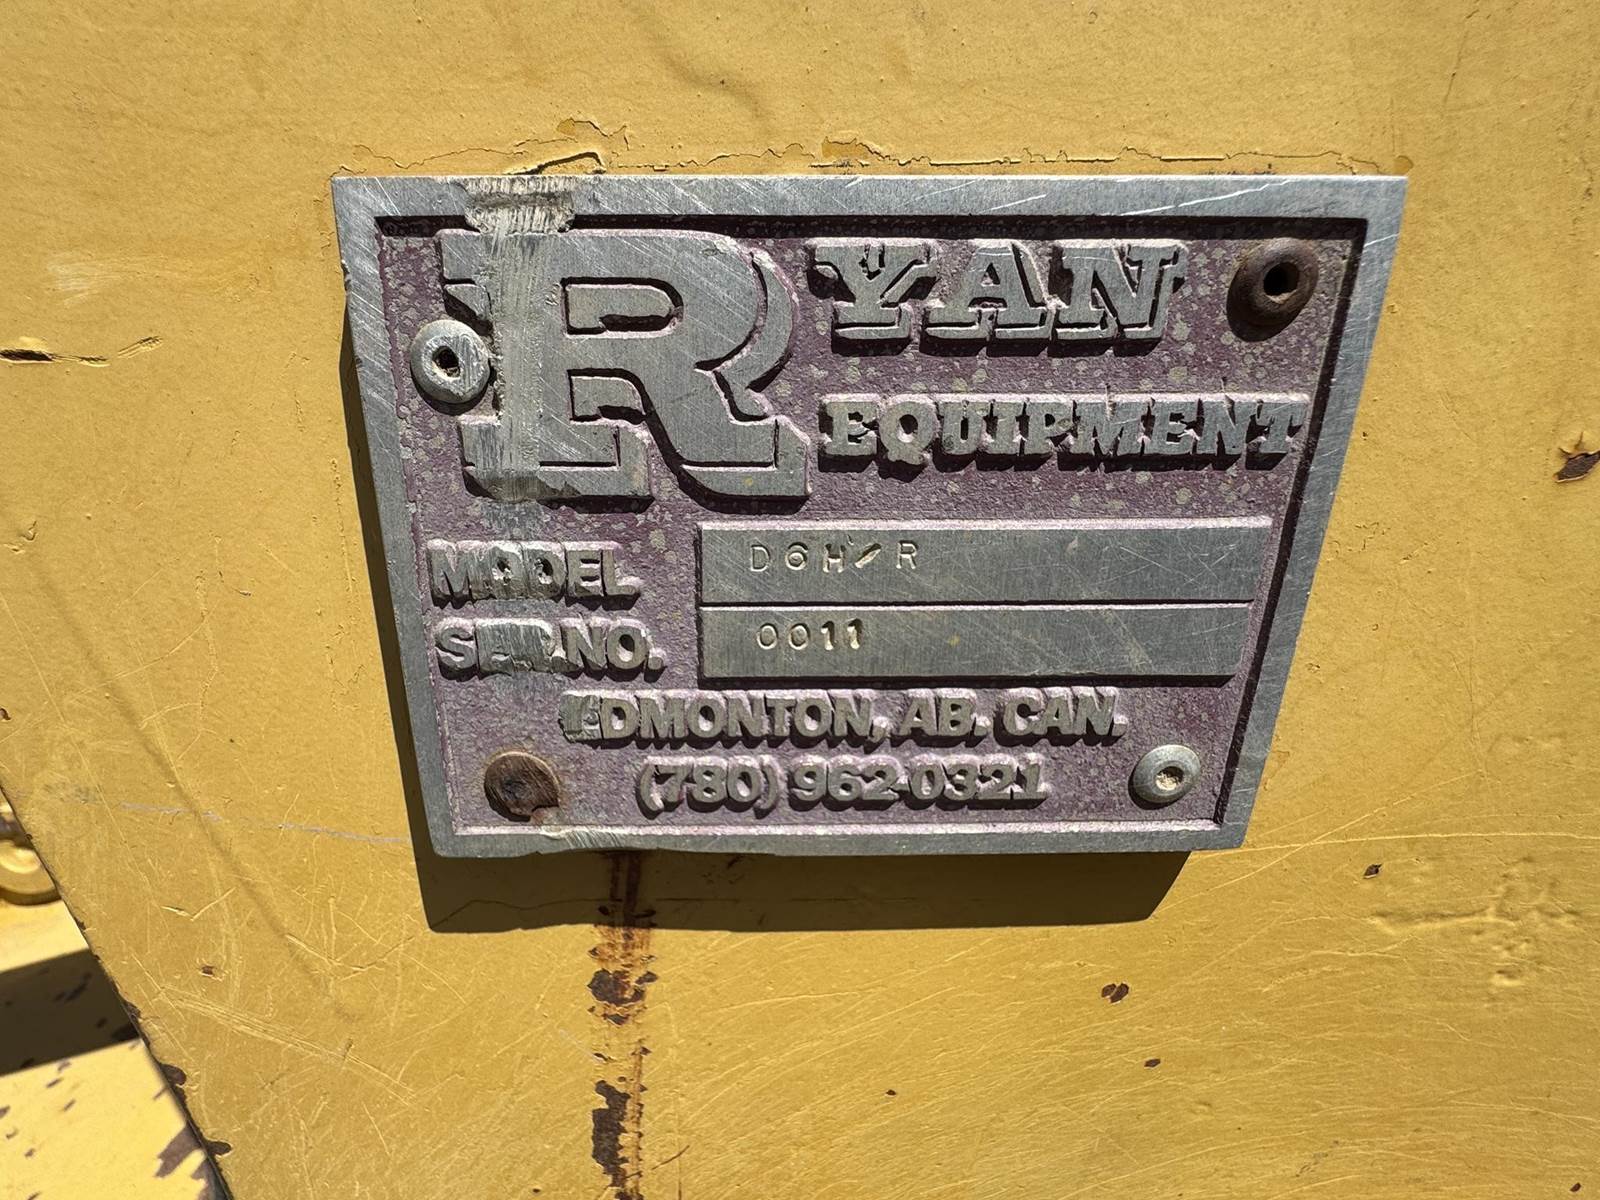 RYAN
EQUIPMENT
MODEL D6H/R
SER.NO. 0011
EDMONTON, AB. CAN.
(780) 962-0321